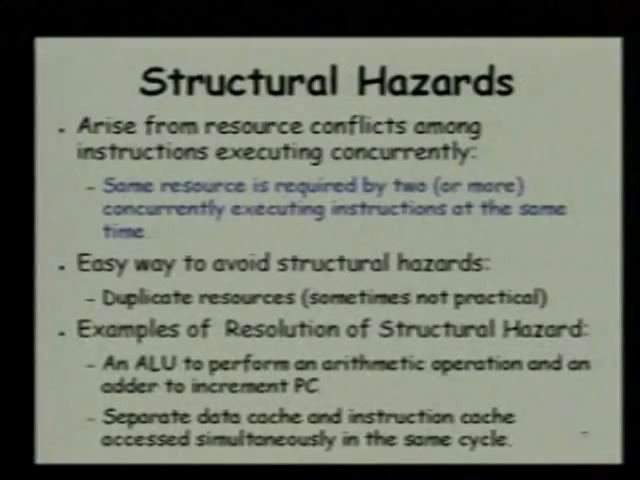 Structural Hazards
. Arise from resource conflicts among
instructions executing concurrently:
- Same resource is required by two (or more)
concurrently executing instructions at the same
time.
. Easy way to avoid structural hazards:
- Duplicate resources (sometimes not practical)
. Examples of Resolution of Structural Hazard:
- An ALU to perform an arithmetic operation and an
adder to increment PC.
- Separate data cache and instruction cache
accessed simultaneously in the same cycle.